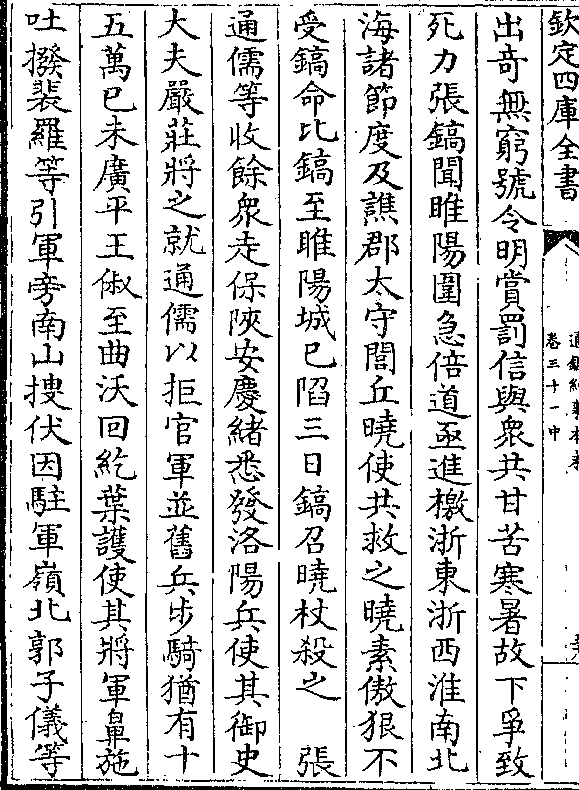 欽定四庫全書
通鑑紀事本末
卷三十一中
出奇無窮號令明賞罰信與衆共甘苦寒暑故下爭致
死力張鎬聞睢陽圍急倍道亟進檄浙東浙西淮南北
海諸節度及譙郡太守閭丘曉使共救之曉素傲狠不
受鎬命比鎬至睢陽城已陷三日鎬召曉杖殺之　張
通儒等收餘衆走保陜安慶緒悉發洛陽兵使其御史
大夫嚴莊將之就通儒以拒官軍並舊兵步騎猶有十
五萬已未廣平王俶至曲沃回紇葉護使其將軍鼻施
吐撥裴羅等引軍旁南山搜伏因駐軍嶺北郭子儀等